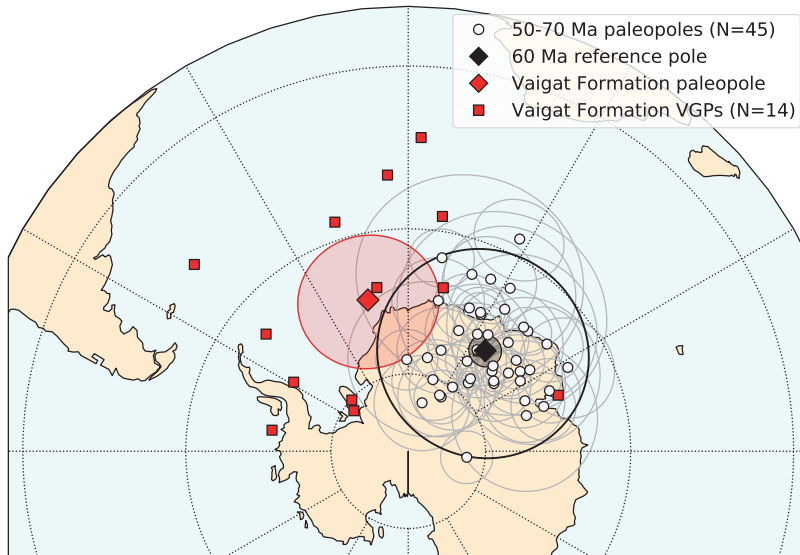 50-70 Ma paleopoles (N=45)
60 Ma reference pole
Vaigat Formation paleopole
Vaigat Formation VGPs (N=14)